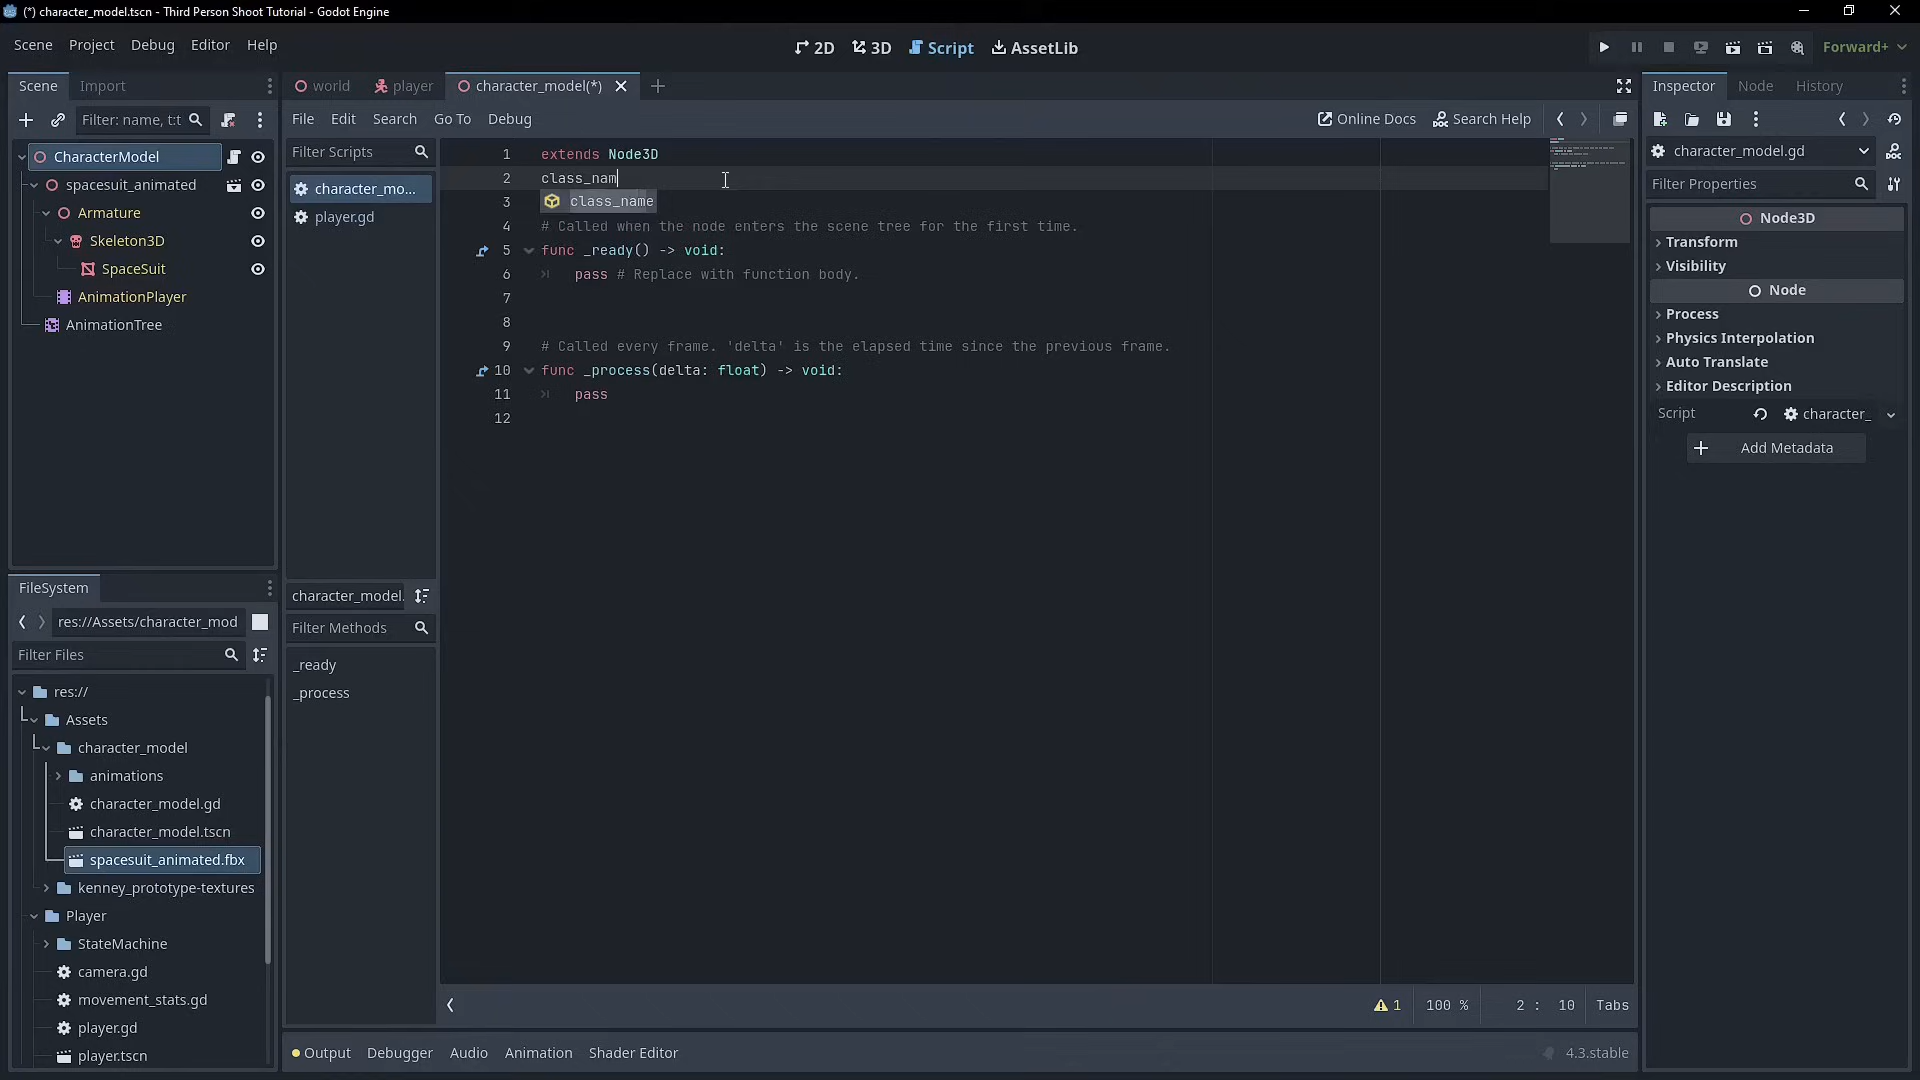 (*) character_model.tscn - Third Person Shoot Tutorial - Godot Engine
Scene Project Debug Editor Help
2D 3D Script AssetLib
Forward+
Scene Import
Filter: name, t:t
CharacterModel
spacesuit_animated
Armature
Skeleton3D
SpaceSuit
AnimationPlayer
AnimationTree
FileSystem
res://Assets/character_mod
Filter Files
res://
Assets
character_model
animations
character_model.gd
character_model.tscn
spacesuit_animated.fbx
kenney_prototype-textures
Player
StateMachine
camera.gd
movement_stats.gd
player.gd
player.tscn
world player character_model(*)
File Edit Search Go To Debug
Online Docs Search Help
Filter Scripts
character_mo...
player.gd
character_model.
Filter Methods
_ready
_process
1 extends Node3D
2 class_nam
class_name
3
4 # Called when the node enters the scene tree for the first time.
5 func _ready() -> void:
6 pass # Replace with function body.
7
8
9 # Called every frame. 'delta' is the elapsed time since the previous frame.
10 func _process(delta: float) -> void:
11 pass
12
1 100 % 2 : 10 Tabs
Output Debugger Audio Animation Shader Editor
4.3.stable
Inspector Node History
character_model.gd
Filter Properties
Node3D
Transform
Visibility
Node
Process
Physics Interpolation
Auto Translate
Editor Description
Script character_
Add Metadata